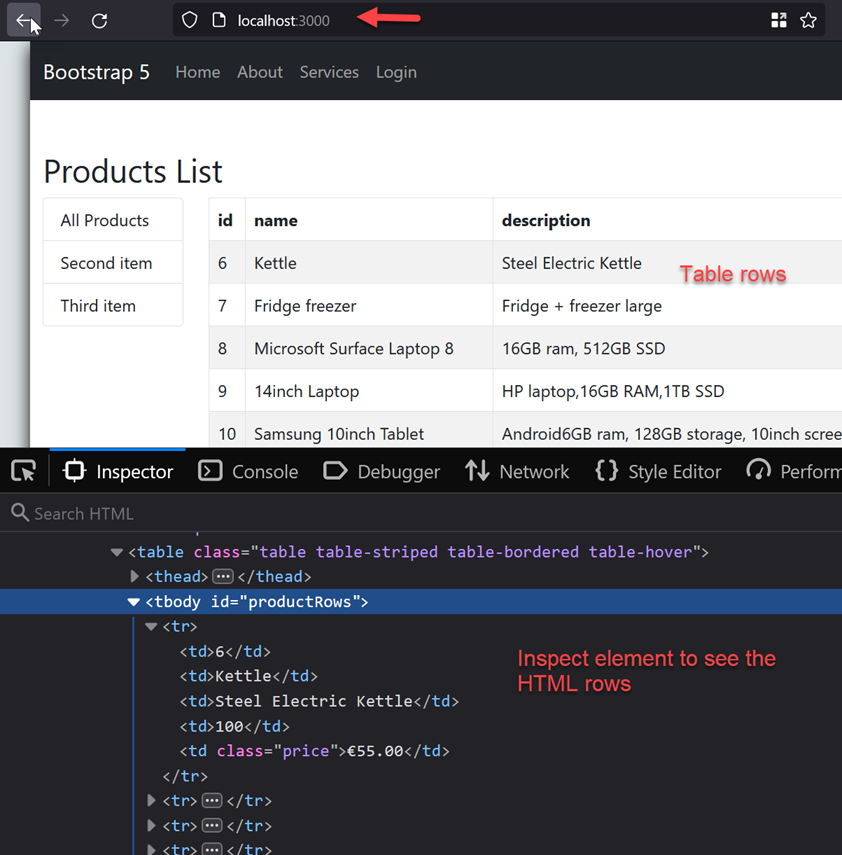 localhost:3000
Bootstrap 5 Home About Services Login
Products List
All Products
Second item
Third item
id name description
6 Kettle Steel Electric Kettle
7 Fridge freezer Fridge + freezer large
8 Microsoft Surface Laptop 8 16GB ram, 512GB SSD
9 14inch Laptop HP laptop,16GB RAM,1TB SSD
10 Samsung 10inch Tablet Android6GB ram, 128GB storage, 10inch scree
Table rows
Inspector Console Debugger Network Style Editor Perform
Search HTML
<table class="table table-striped table-bordered table-hover">
<thead>…</thead>
<tbody id="productRows">
<tr>
<td>6</td>
<td>Kettle</td>
<td>Steel Electric Kettle</td>
<td>100</td>
<td class="price">€55.00</td>
</tr>
<tr>…</tr>
<tr>…</tr>
<tr>…</tr>
Inspect element to see the
HTML rows